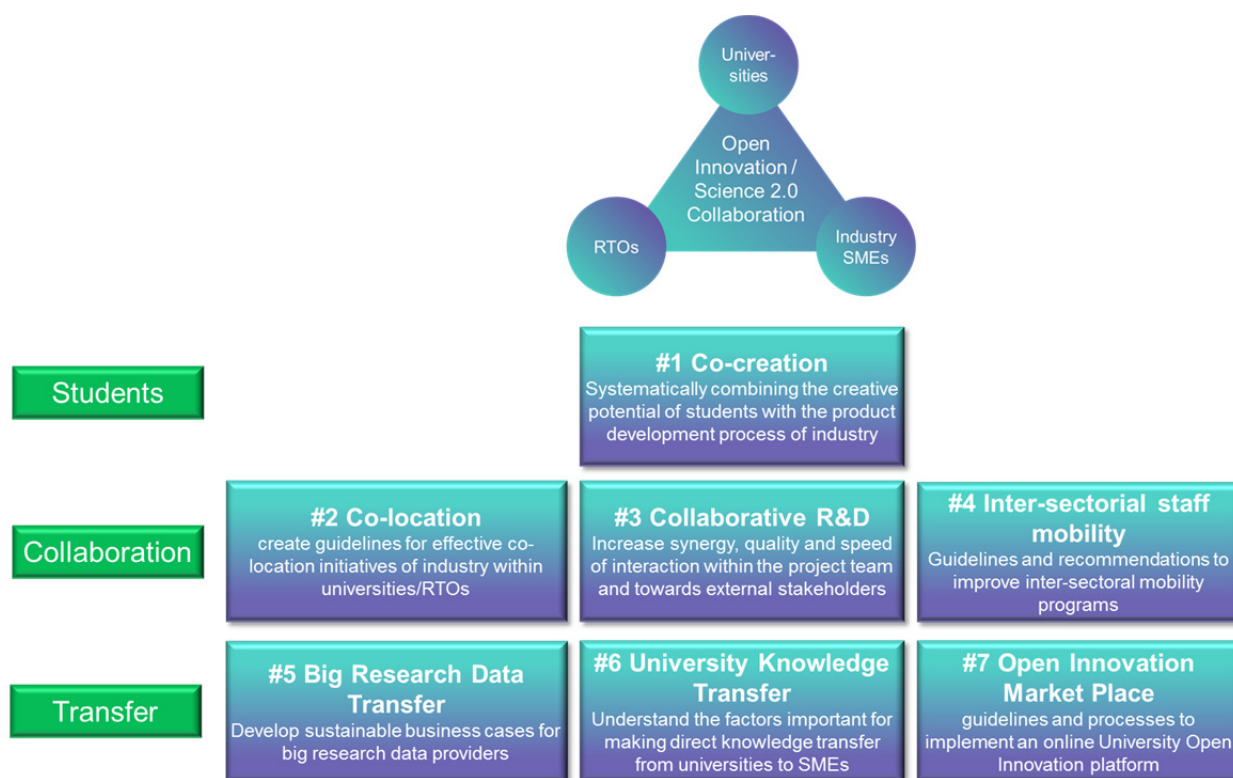 Univer-
sities
Open
Innovation /
Science 2.0
Collaboration
RTOs
Industry
SMEs
Students
#1 Co-creation
Systematically combining the creative
potential of students with the product
development process of industry
Collaboration
#2 Co-location
create guidelines for effective co-
location initiatives of industry within
universities/RTOs
#3 Collaborative R&D
Increase synergy, quality and speed
of interaction within the project team
and towards external stakeholders
#4 Inter-sectorial staff
mobility
Guidelines and recommendations to
improve inter-sectoral mobility
programs
Transfer
#5 Big Research Data
Transfer
Develop sustainable business cases for
big research data providers
#6 University Knowledge
Transfer
Understand the factors important for
making direct knowledge transfer
from universities to SMEs
#7 Open Innovation
Market Place
guidelines and processes to
implement an online University Open
Innovation platform